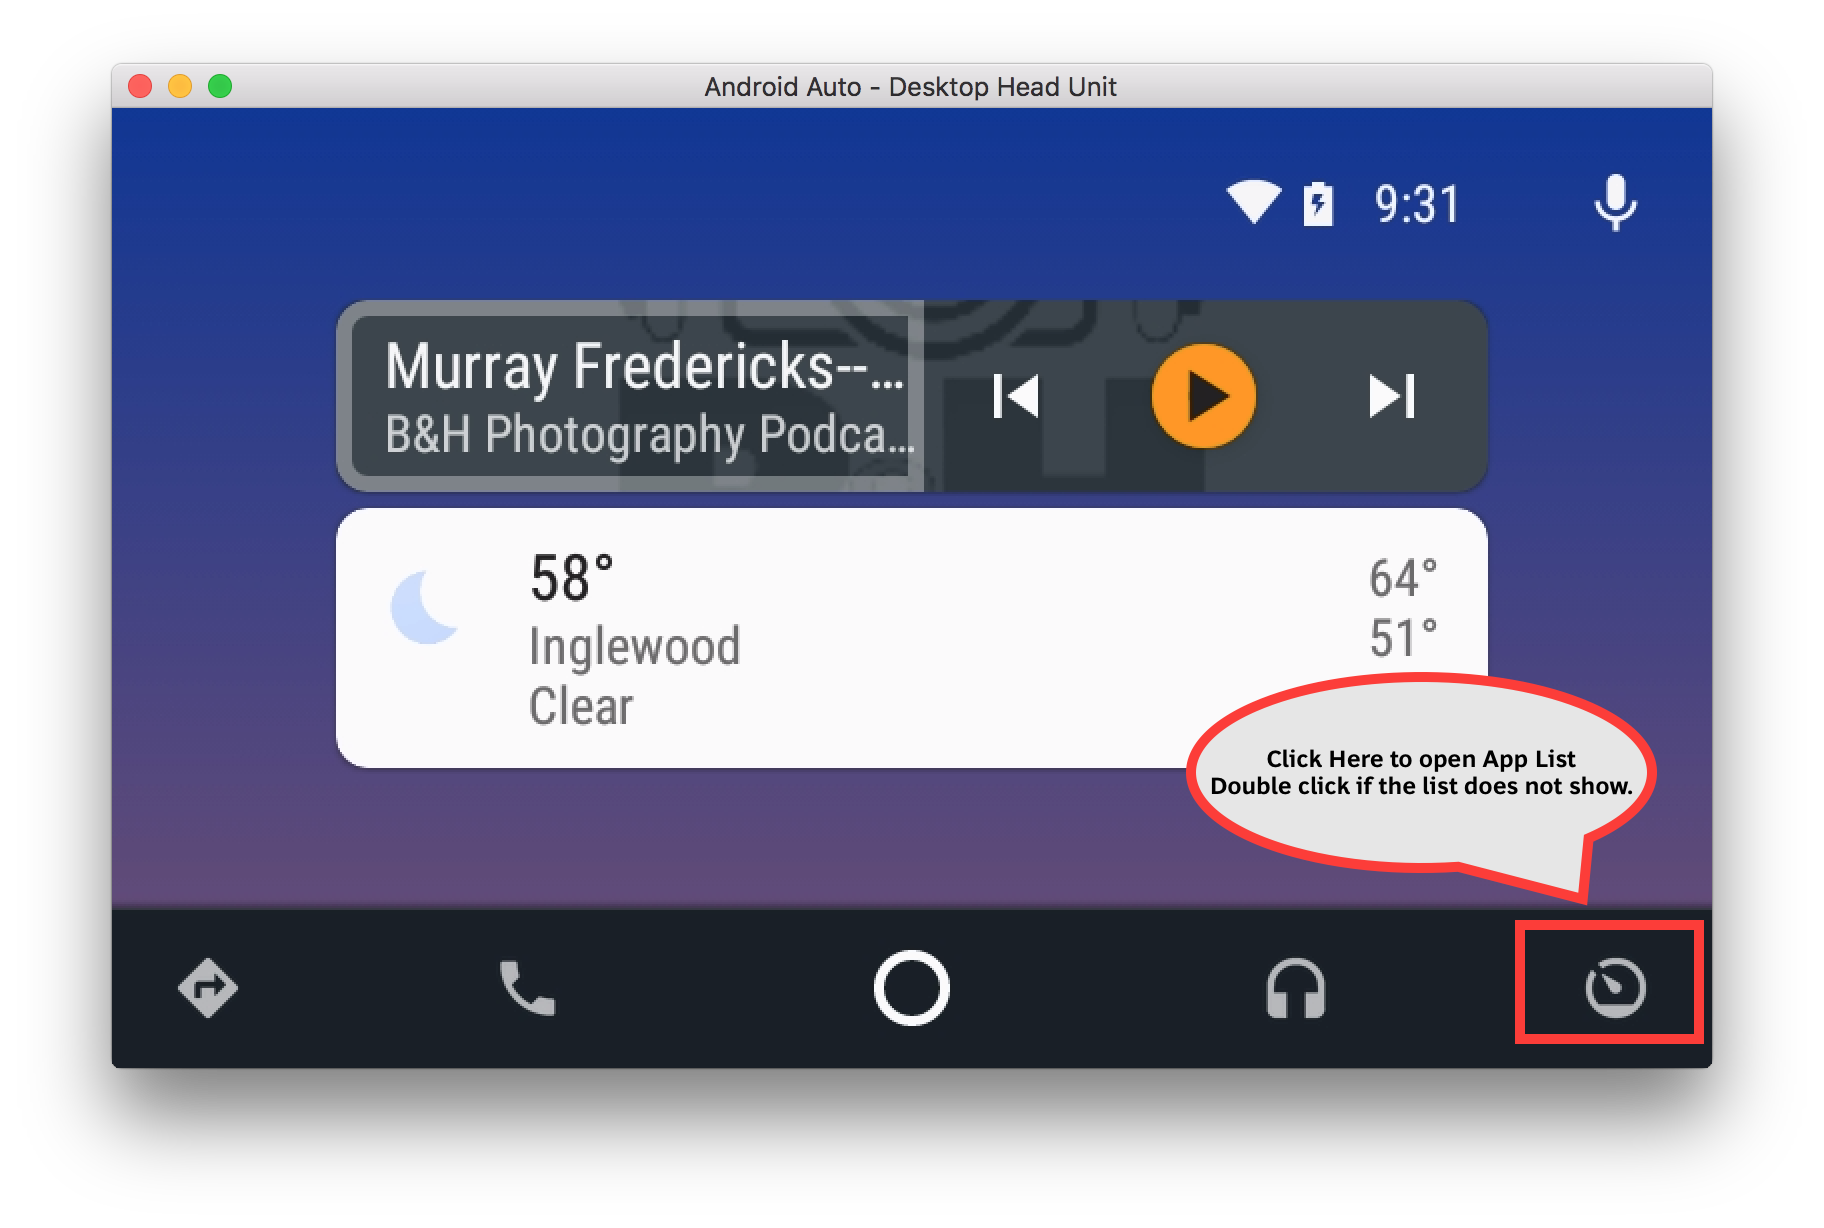 Android Auto - Desktop Head Unit
9:31
Murray Fredericks--...
B&H Photography Podca...
58°
64°
51°
Inglewood
Clear
Click Here to open App List
Double click if the list does not show.